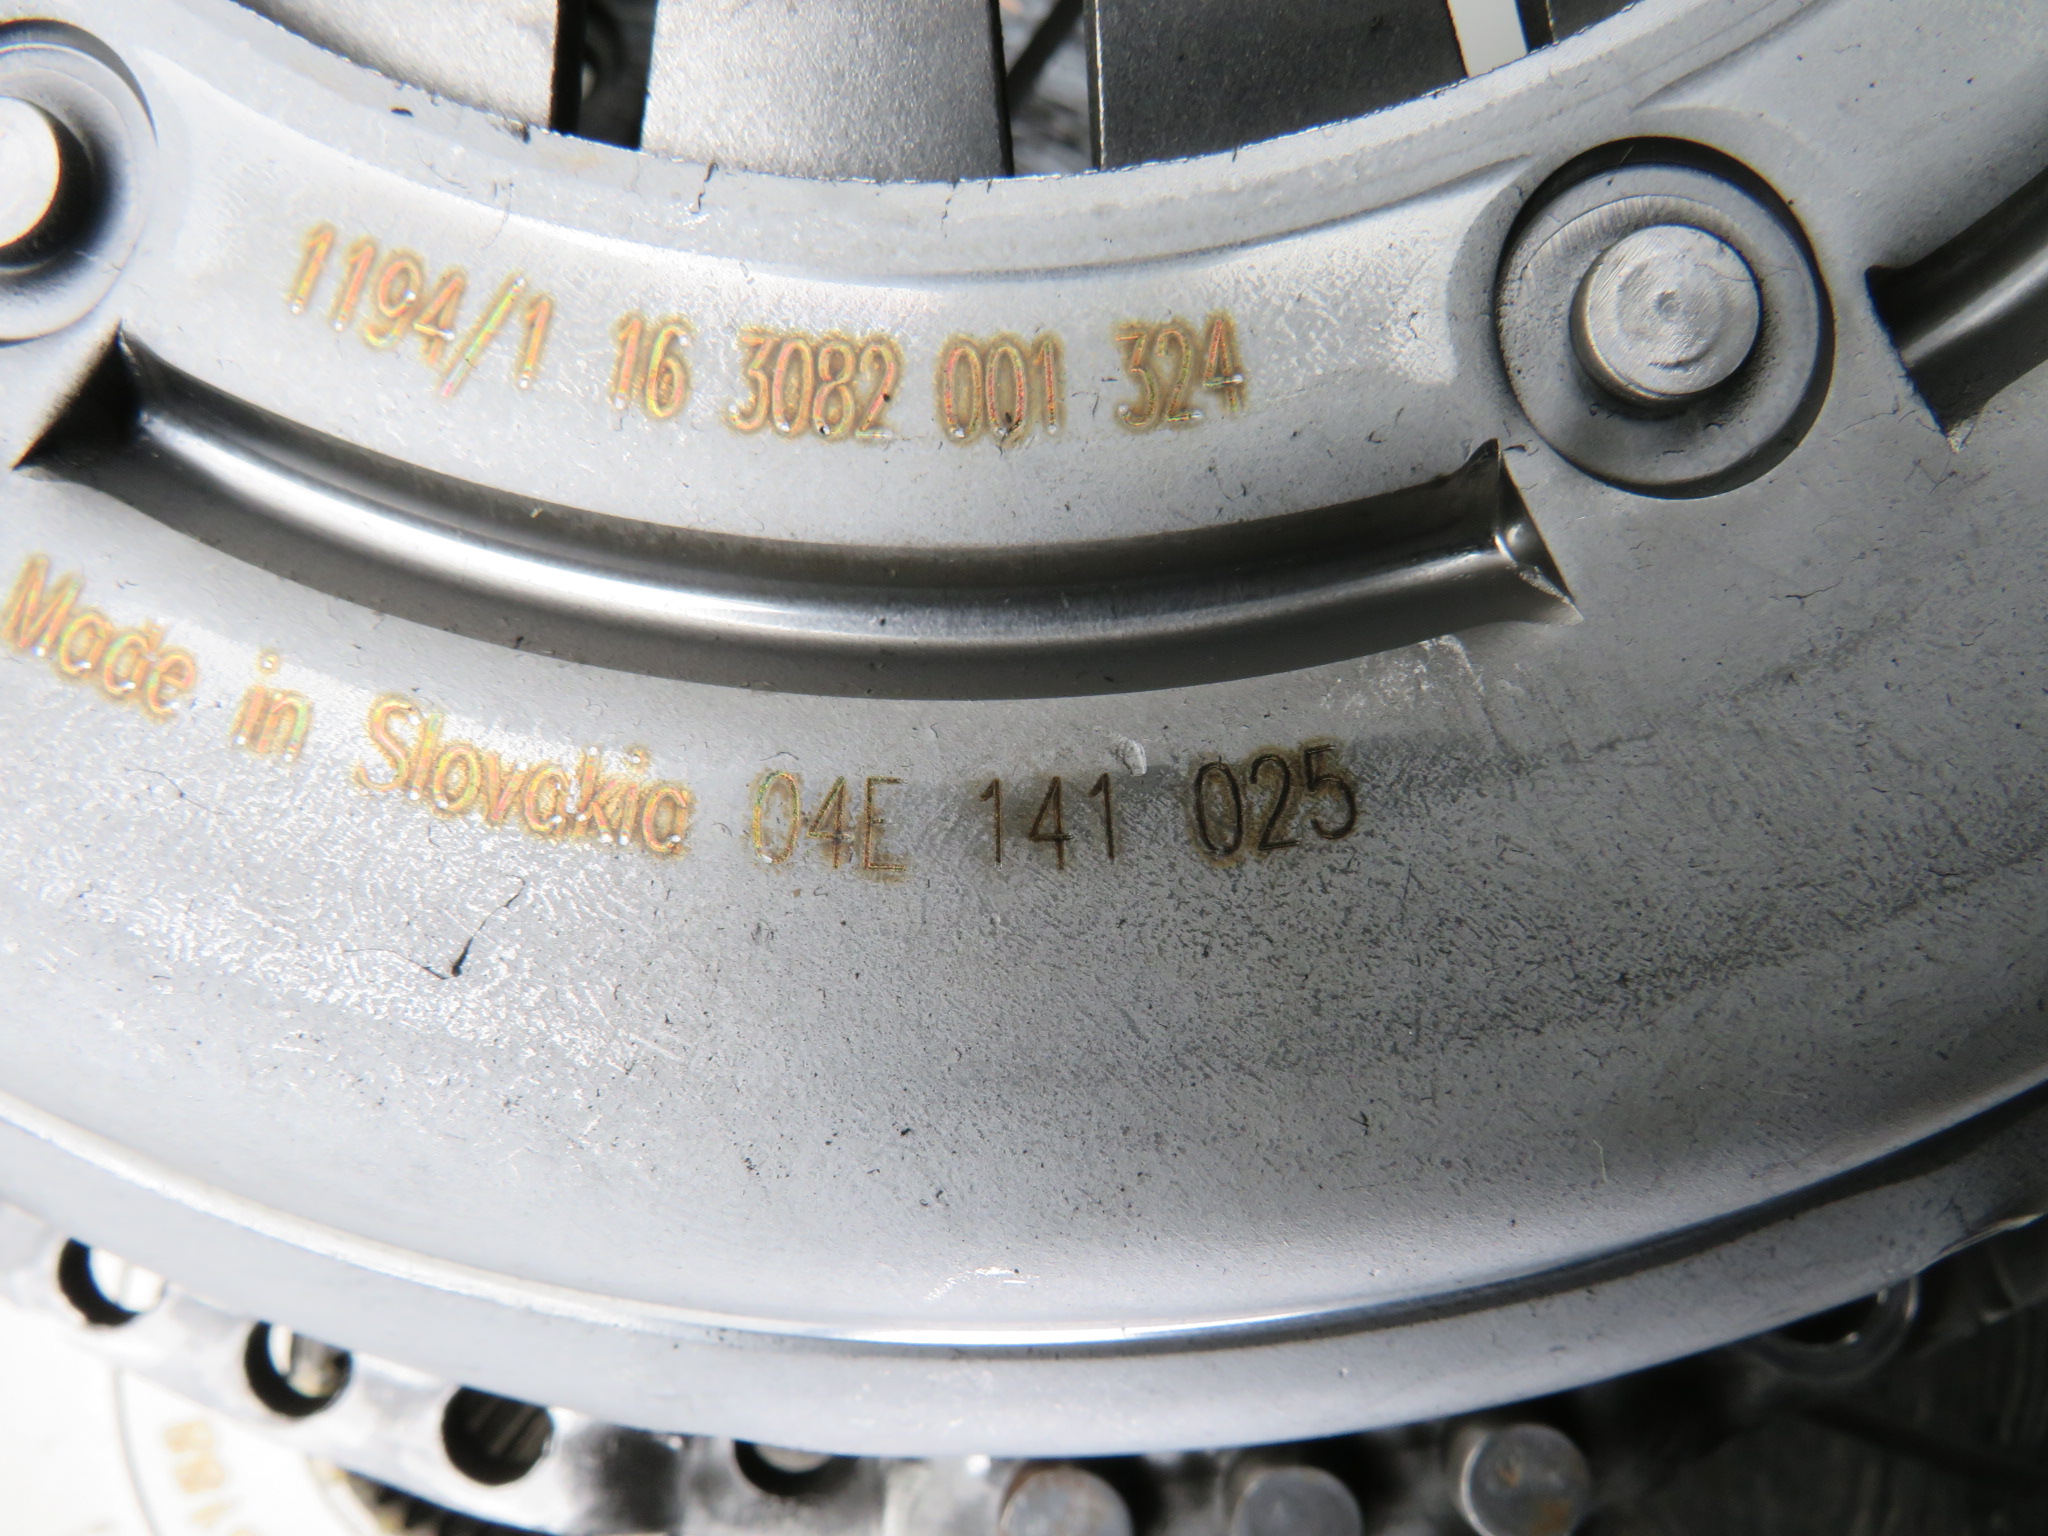 1194/1 16 3082 001 324
Made in Slovakia 04E 141 025